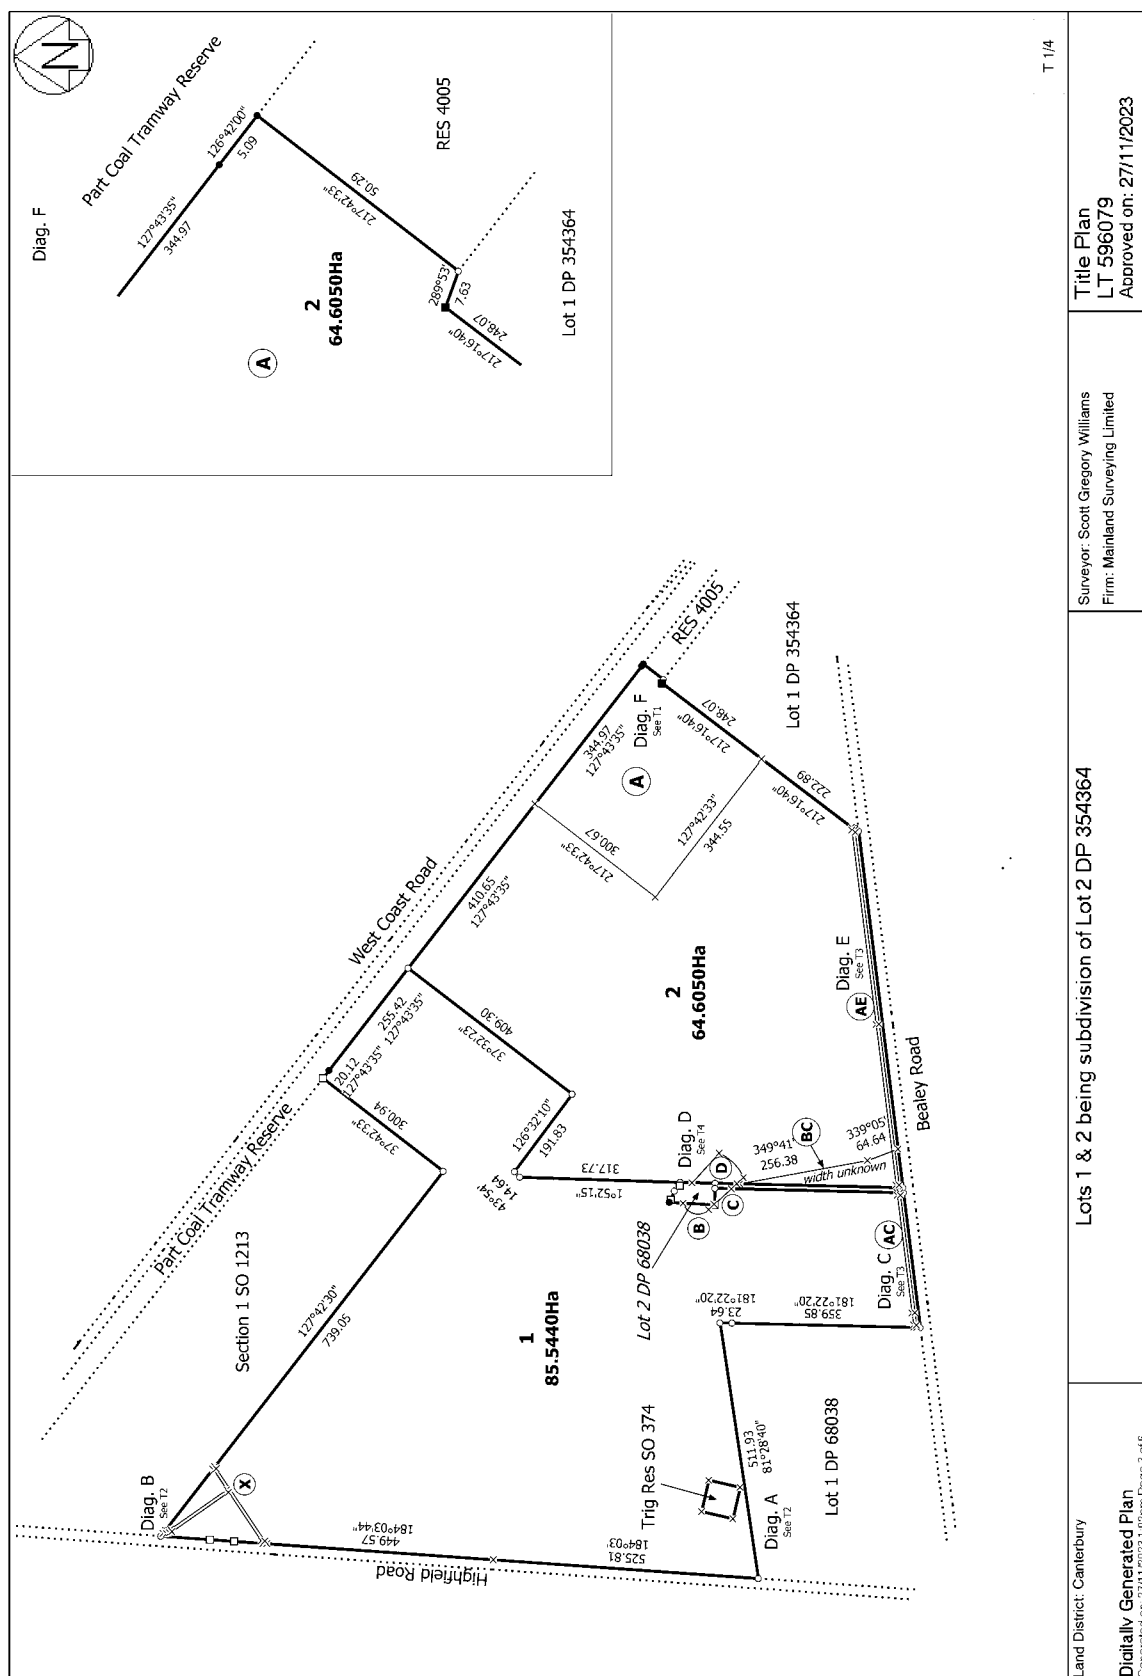 N
Diag. F
Part Coal Tramway Reserve
127°43'35"
344.97
126°42'00"
5.09
RES 4005
50.29
217°42'33"
2
64.6050Ha
A
289°53'
7.63
248.07
217°16'40"
Lot 1 DP 354364
Diag. B
See T2
X
Section 1 SO 1213
Part Coal Tramway Reserve
West Coast Road
20.12
127°43'35"
255.42
127°43'35"
410.65
127°43'35"
344.97
127°43'35"
RES 4005
Diag. F
See T1
A
300.94
37°42'33"
409.30
37°32'23"
300.67
217°42'33"
127°42'33"
344.55
248.07
217°16'40"
222.89
217°16'40"
Lot 1 DP 354364
127°42'30"
739.05
126°32'10"
191.83
43°54'
14.64
317.73
1°52'15"
449.57
184°03'44"
Highfield Road
525.81
184°03'
1
85.5440Ha
2
64.6050Ha
Diag. D
See T4
D
B
C
Lot 2 DP 68038
349°41'
256.38
width unknown
BC
339°05'
64.64
Diag. E
See T3
AE
Diag. C
See T3
AC
Bealey Road
23.64
181°22'20"
359.85
181°22'20"
Trig Res SO 374
511.93
81°28'40"
Diag. A
See T2
Lot 1 DP 68038
T 1/4
Land District: Canterbury
Digitally Generated Plan
Lots 1 & 2 being subdivision of Lot 2 DP 354364
Surveyor: Scott Gregory Williams
Firm: Mainland Surveying Limited
Title Plan
LT 596079
Approved on: 27/11/2023